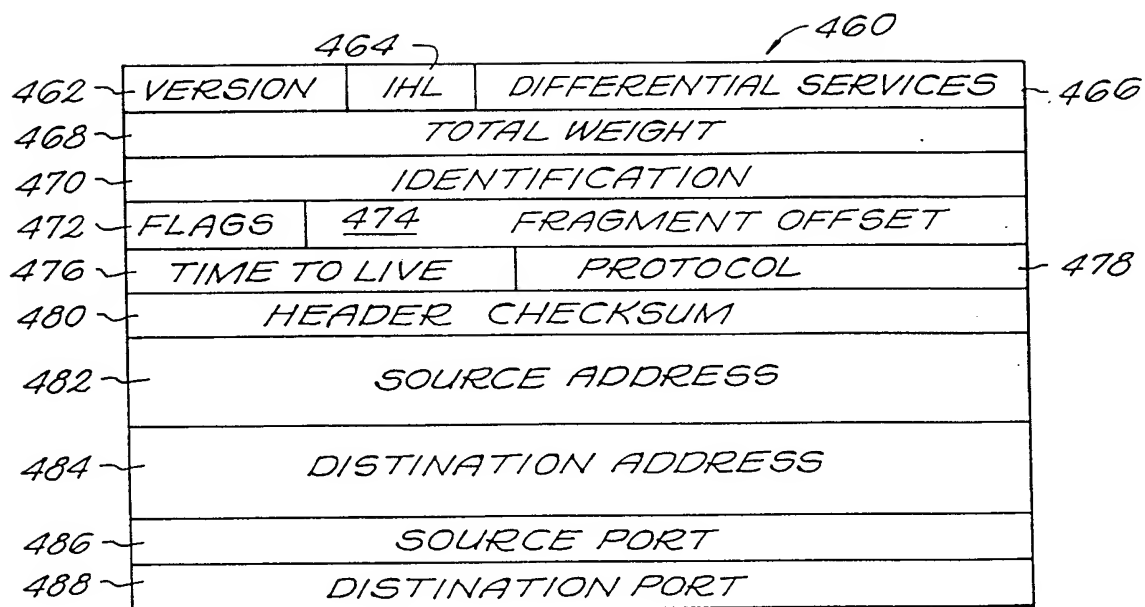 464
460
462 VERSION IHL DIFFERENTIAL SERVICES 466
468 TOTAL WEIGHT
470 IDENTIFICATION
472 FLAGS 474 FRAGMENT OFFSET
476 TIME TO LIVE PROTOCOL 478
480 HEADER CHECKSUM
482 SOURCE ADDRESS
484 DISTINATION ADDRESS
486 SOURCE PORT
488 DISTINATION PORT